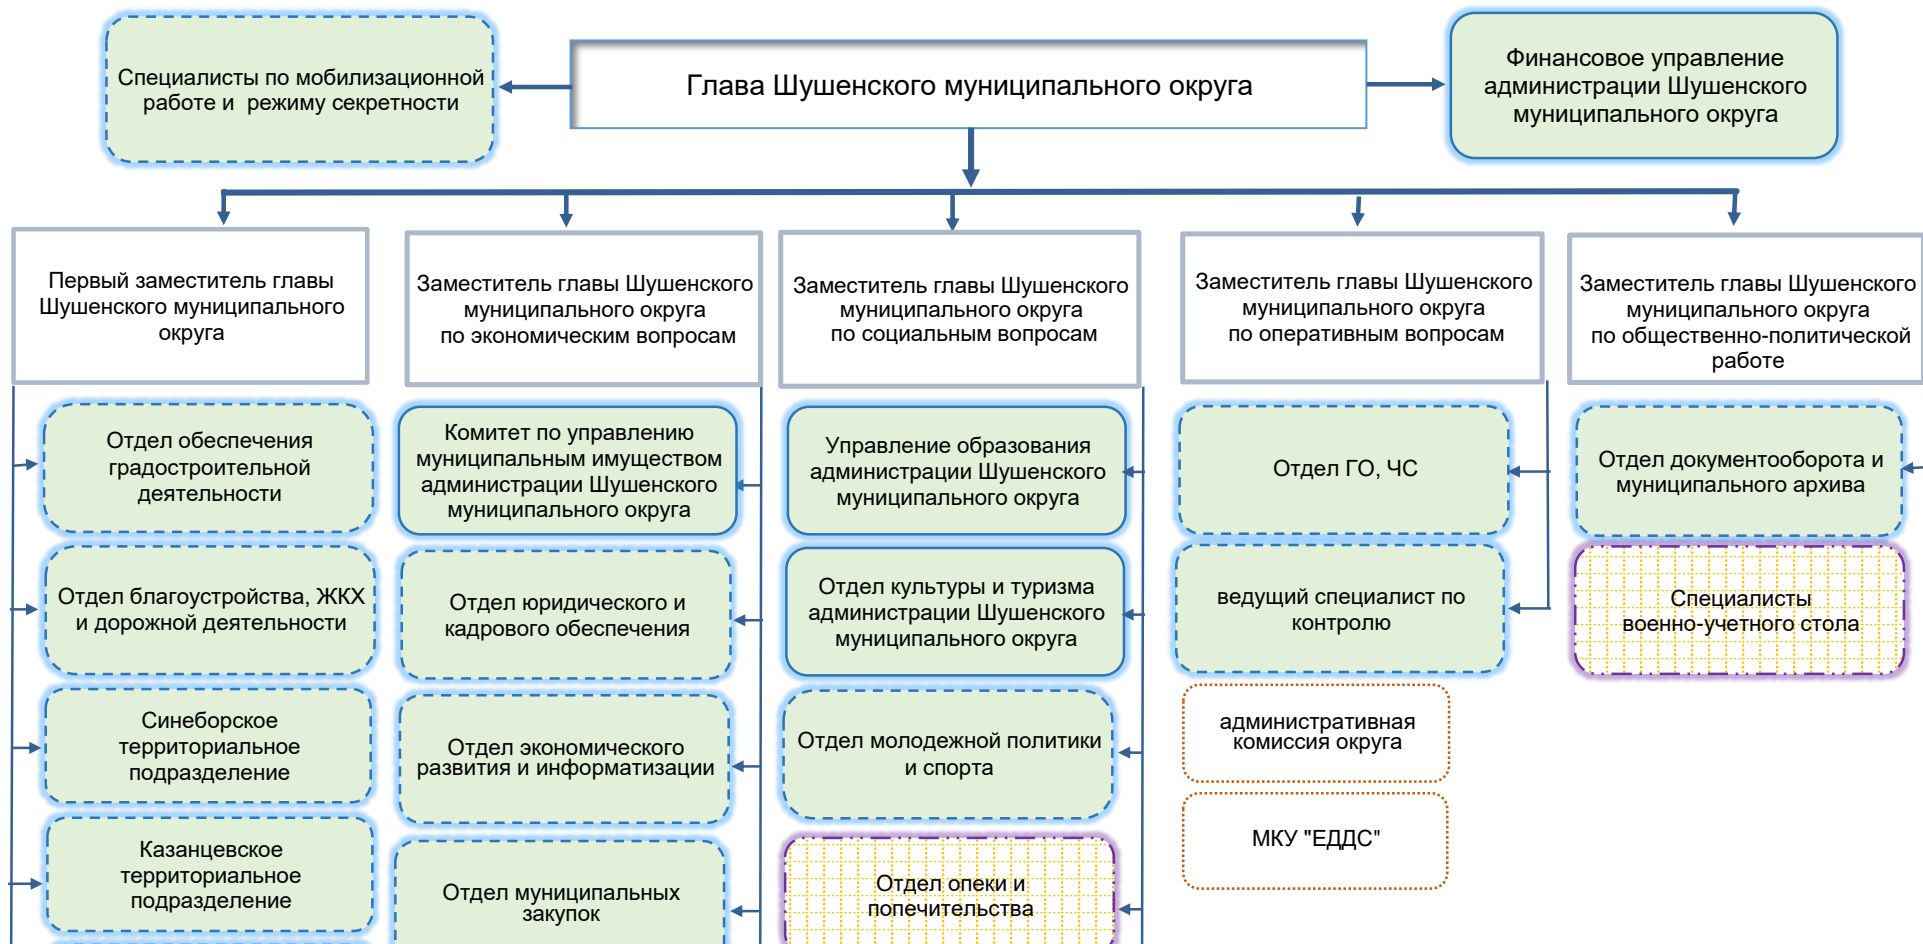 Специалисты по мобилизационной
работе и режиму секретности
Глава Шушенского муниципального округа
Финансовое управление
администрации Шушенского
муниципального округа
Первый заместитель главы
Шушенского муниципального
округа
Заместитель главы Шушенского
муниципального округа
по экономическим вопросам
Заместитель главы Шушенского
муниципального округа
по социальным вопросам
Заместитель главы Шушенского
муниципального округа
по оперативным вопросам
Заместитель главы Шушенского
муниципального округа
по общественно-политической
работе
Отдел обеспечения
градостроительной
деятельности
Отдел благоустройства, ЖКХ
и дорожной деятельности
Синеборское
территориальное
подразделение
Казанцевское
территориальное
подразделение
Комитет по управлению
муниципальным имуществом
администрации Шушенского
муниципального округа
Отдел юридического и
кадрового обеспечения
Отдел экономического
развития и информатизации
Отдел муниципальных
закупок
Управление образования
администрации Шушенского
муниципального округа
Отдел культуры и туризма
администрации Шушенского
муниципального округа
Отдел молодежной политики
и спорта
Отдел опеки и
попечительства
Отдел ГО, ЧС
ведущий специалист по
контролю
административная
комиссия округа
МКУ "ЕДДС"
Отдел документооборота и
муниципального архива
Специалисты
военно-учетного стола